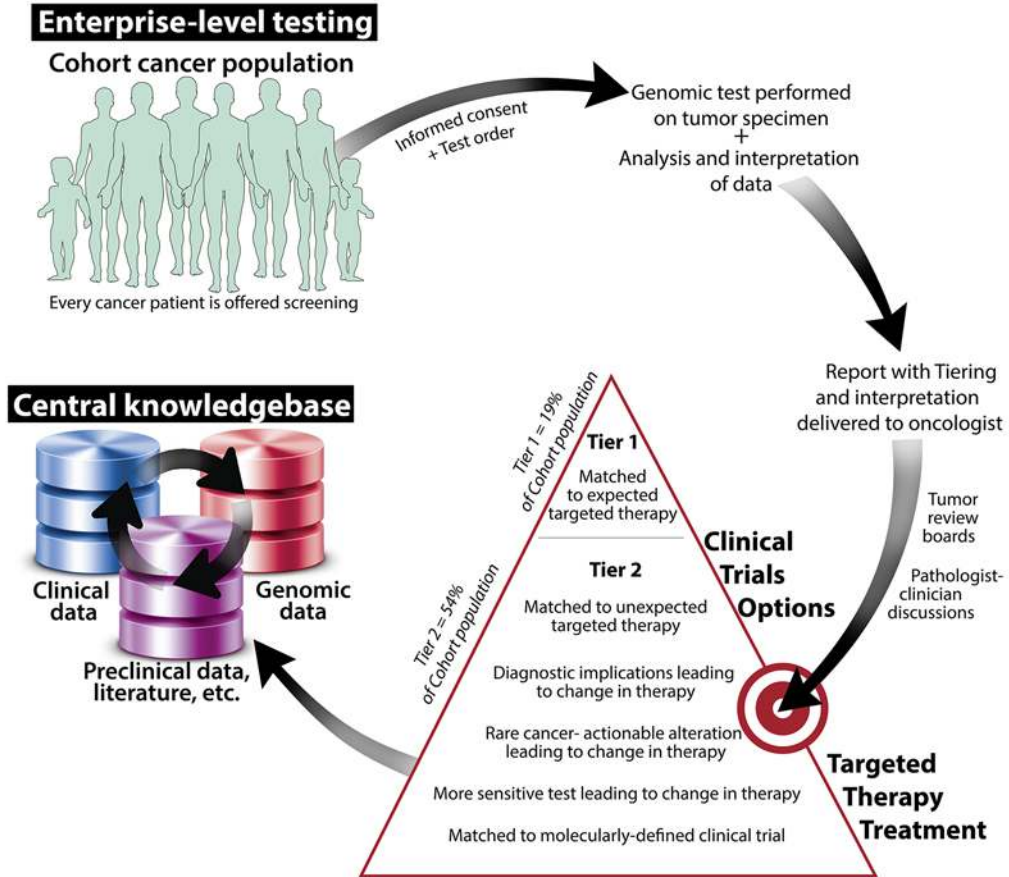 Enterprise-level testing
Cohort cancer population
Every cancer patient is offered screening
Informed consent
+ Test order
Genomic test performed
on tumor specimen
+
Analysis and interpretation
of data
Report with Tiering
and interpretation
delivered to oncologist
Tumor
review
boards
Pathologist-
clinician
discussions
Tier 1 = 19%
of Cohort population
Tier 1
Matched
to expected
targeted therapy
Tier 2 = 54%
of Cohort population
Tier 2
Matched to unexpected
targeted therapy
Diagnostic implications leading
to change in therapy
Rare cancer- actionable alteration
leading to change in therapy
More sensitive test leading to change in therapy
Matched to molecularly-defined clinical trial
Clinical
Trials
Options
Targeted
Therapy
Treatment
Central knowledgebase
Clinical
data
Genomic
data
Preclinical data,
literature, etc.